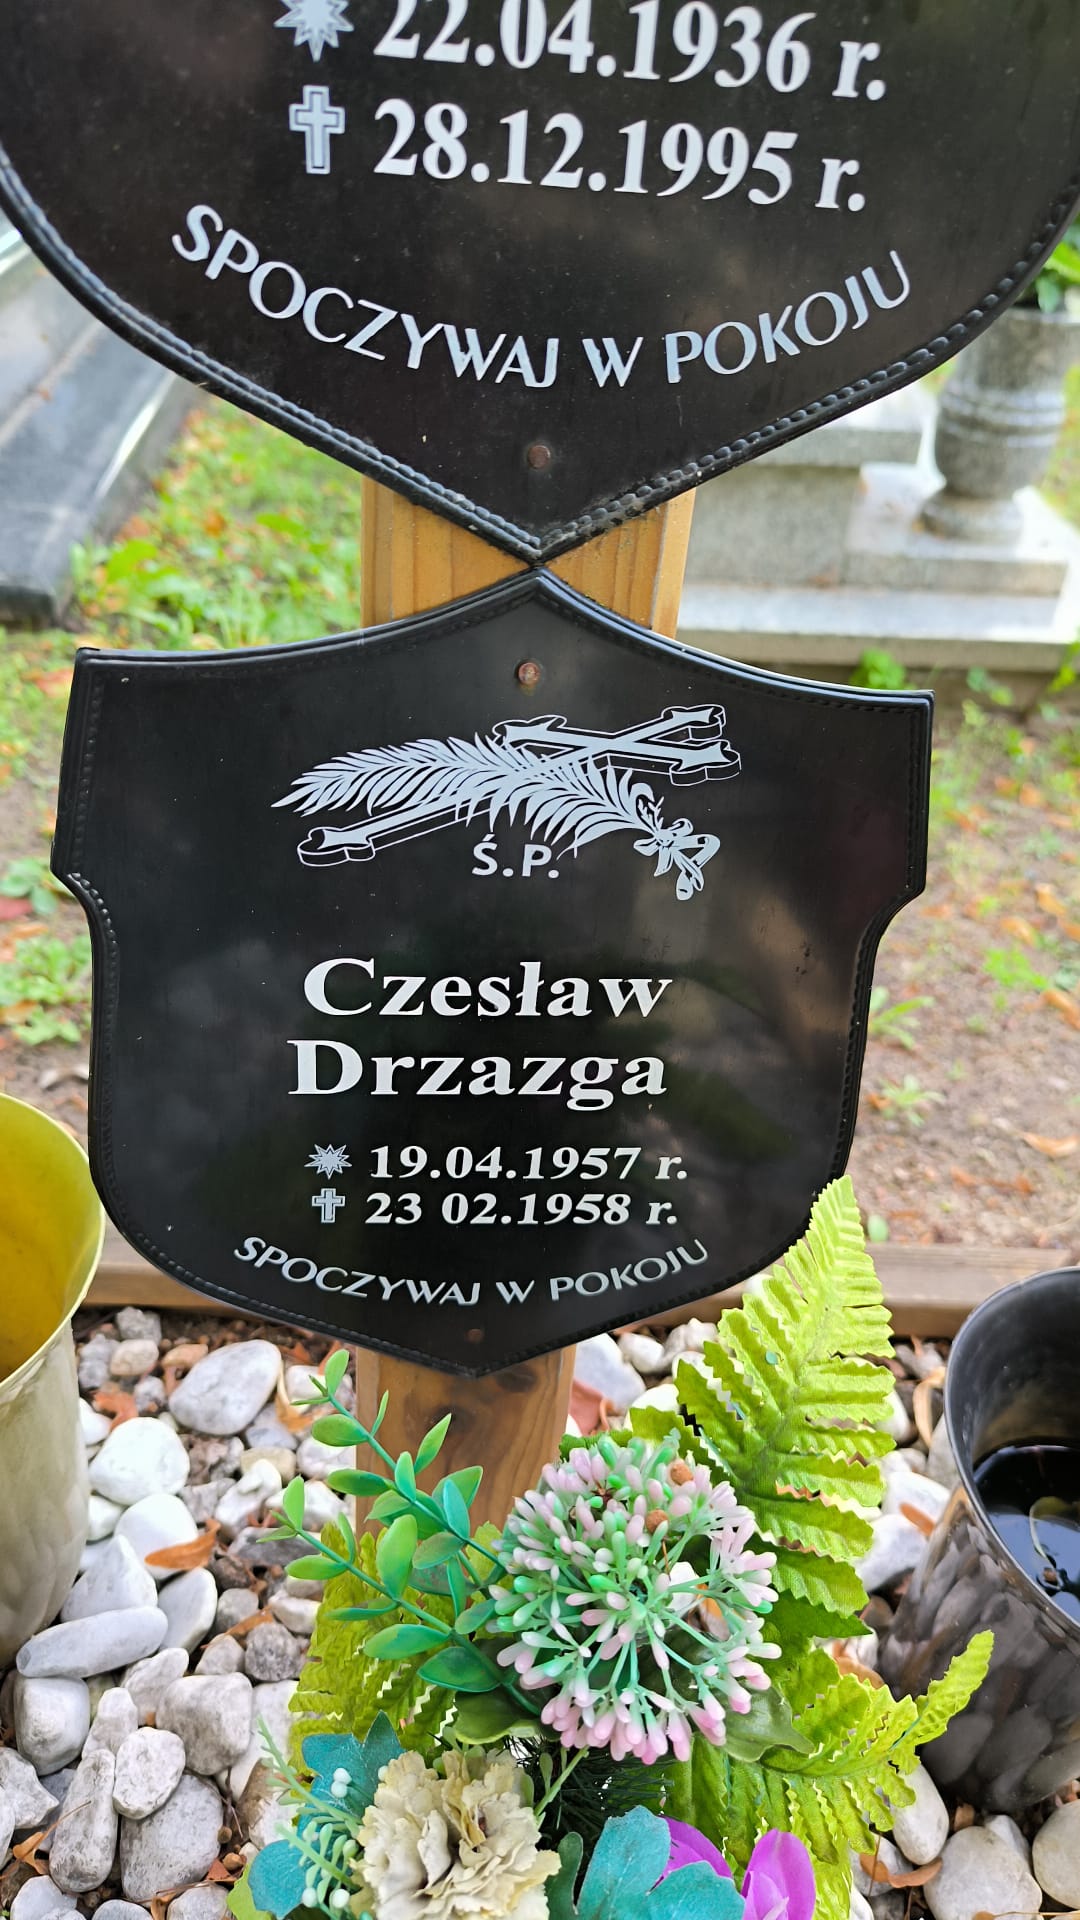 22.04.1936 r.
28.12.1995 r.
SPOCZYWAJ W POKOJU
Ś.P.
Czesław
Drzazga
19.04.1957 r.
23 02.1958 r.
SPOCZYWAJ W POKOJU